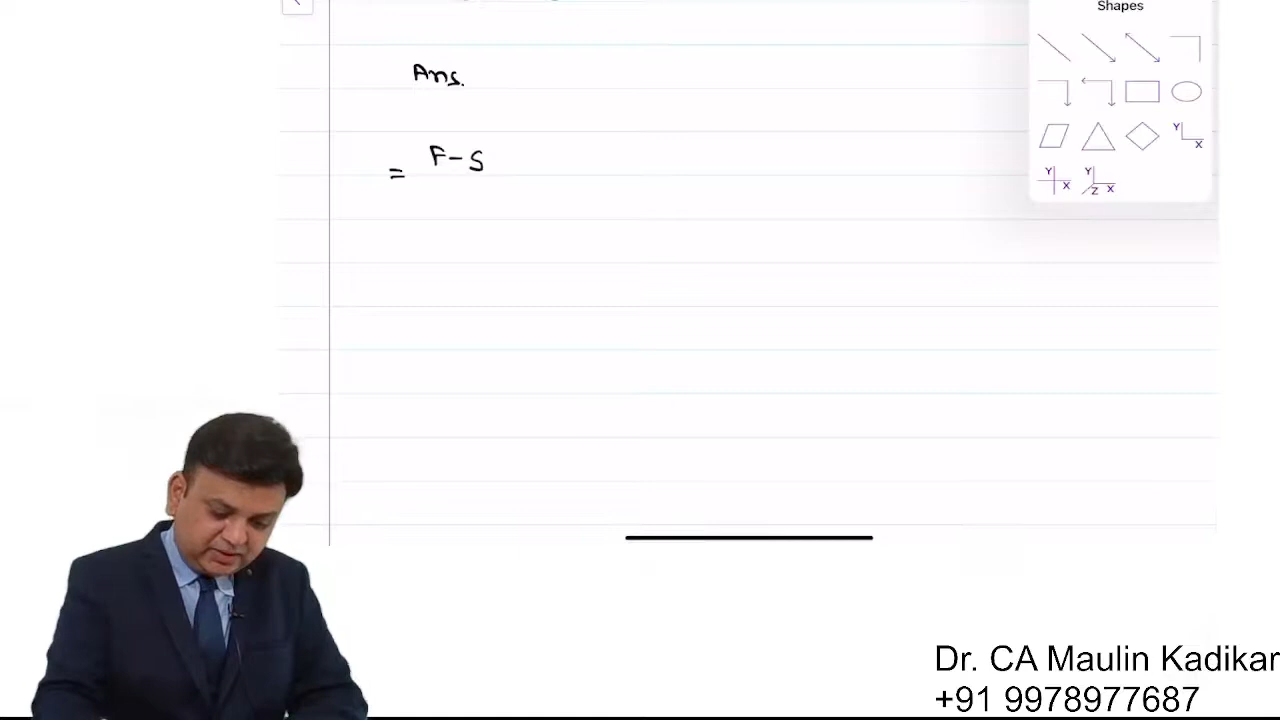 Shapes
Ans.
= F-S
Y
X
Y
X
Y
Z X
Dr. CA Maulin Kadikar
+91 9978977687